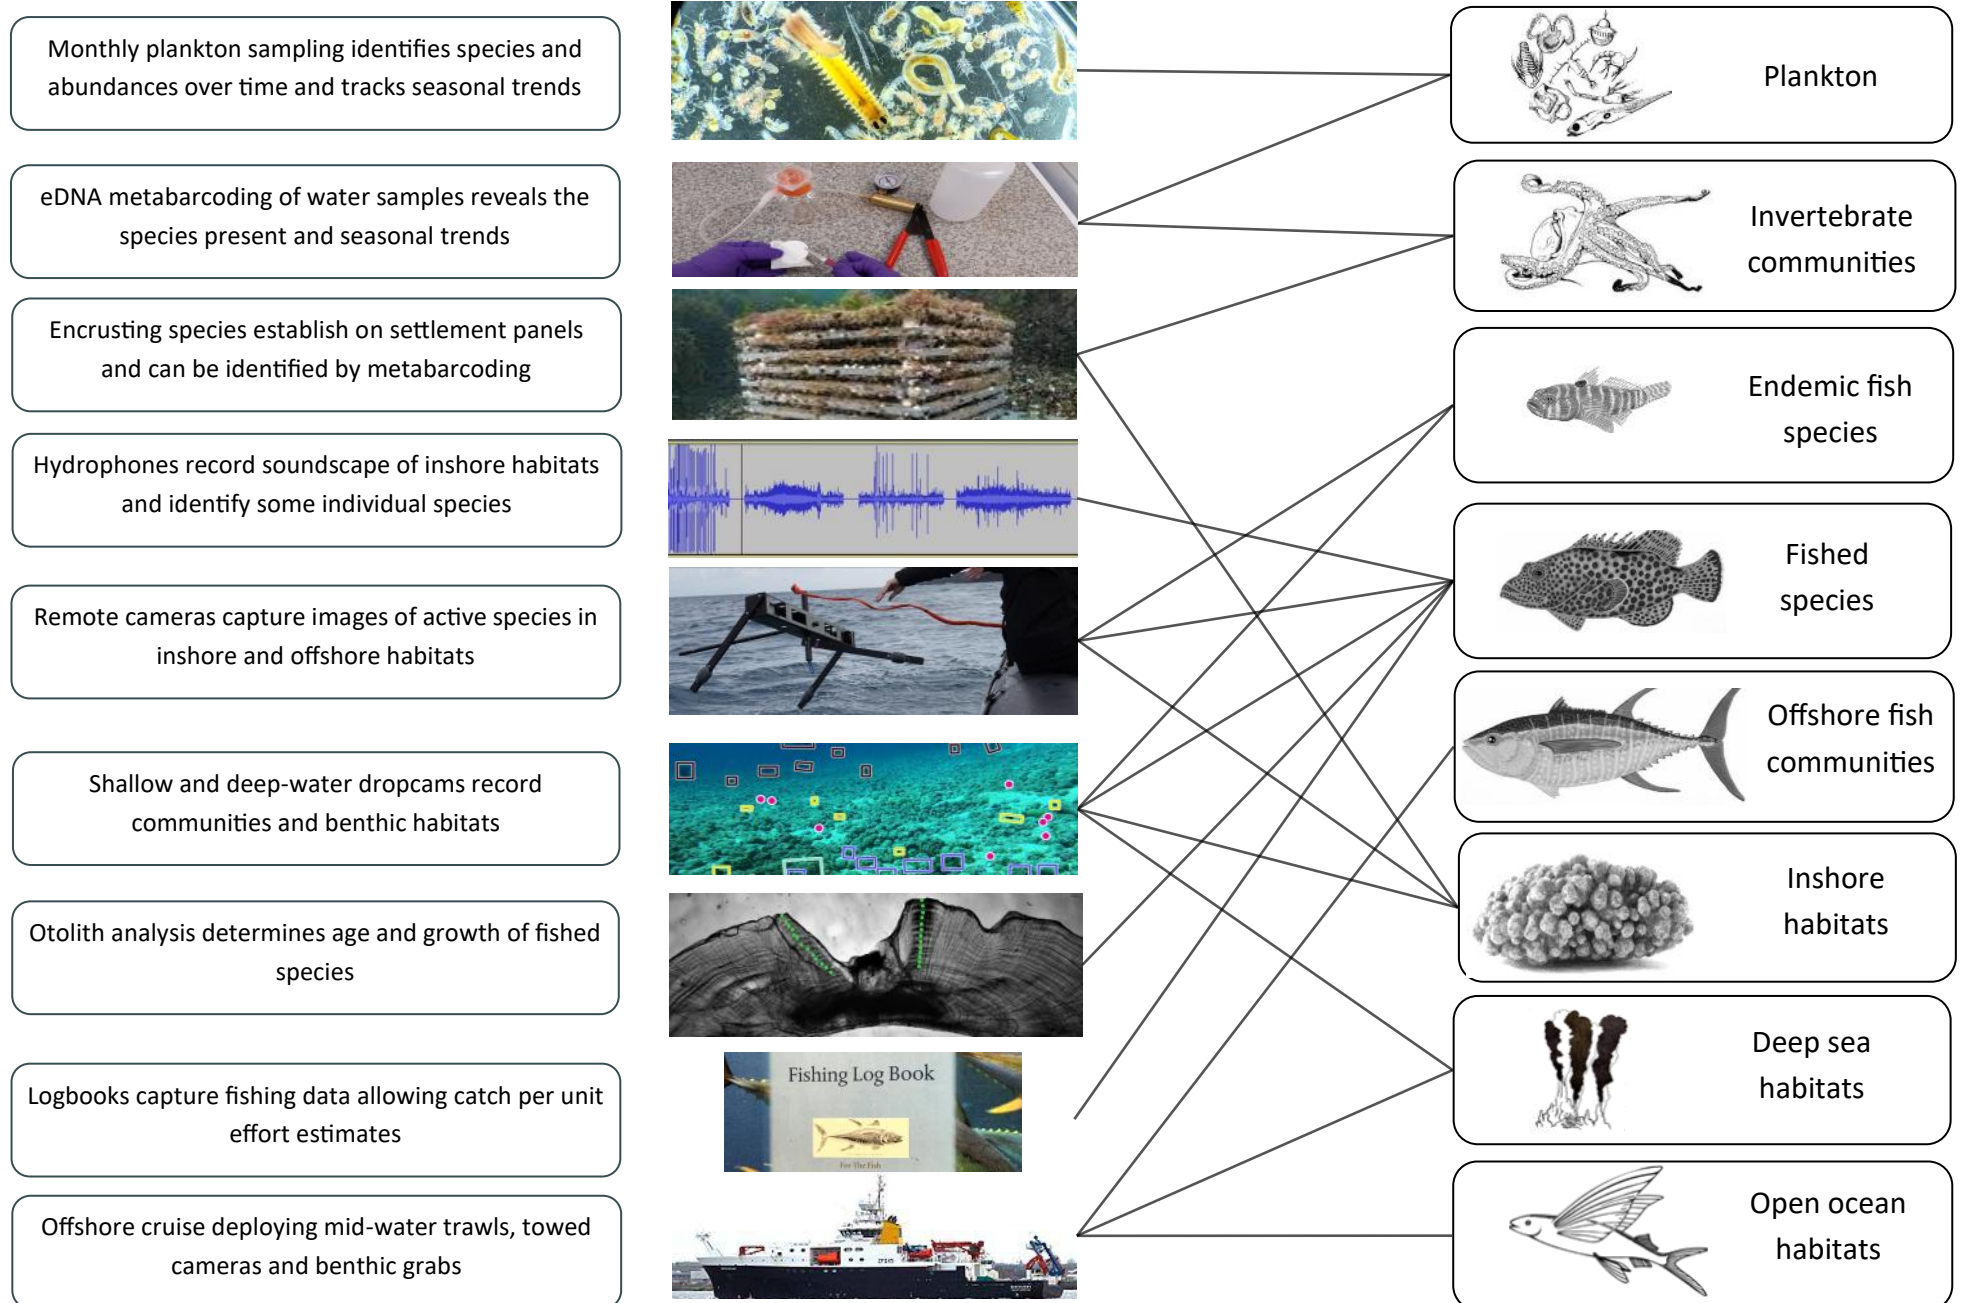 Monthly plankton sampling identifies species and
abundances over time and tracks seasonal trends
Plankton
eDNA metabarcoding of water samples reveals the
species present and seasonal trends
Invertebrate
communities
Encrusting species establish on settlement panels
and can be identified by metabarcoding
Endemic fish
species
Hydrophones record soundscape of inshore habitats
and identify some individual species
Fished
species
Remote cameras capture images of active species in
inshore and offshore habitats
Offshore fish
communities
Shallow and deep-water dropcams record
communities and benthic habitats
Inshore
habitats
Otolith analysis determines age and growth of fished
species
Deep sea
habitats
Logbooks capture fishing data allowing catch per unit
effort estimates
Fishing Log Book
For The Fish
Offshore cruise deploying mid-water trawls, towed
cameras and benthic grabs
Open ocean
habitats